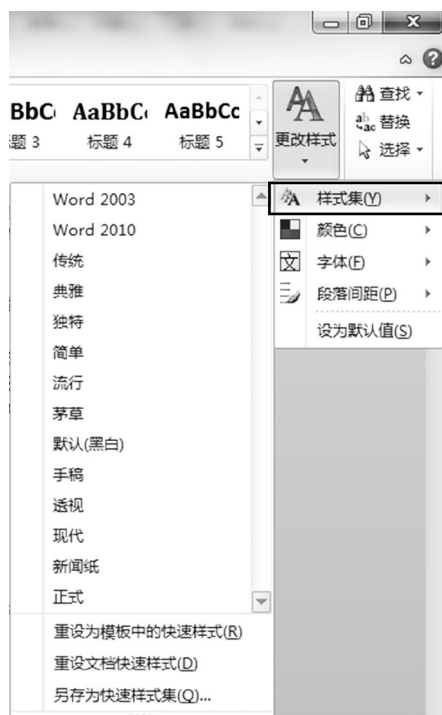 BbC AaBbC AaBbCc
标题 4 标题 5
更改样式
查找
替换
选择
样式集(Y)
颜色(C)
字体(F)
段落间距(P)
设为默认值(S)
Word 2003
Word 2010
传统
典雅
独特
简单
流行
茅草
默认(黑白)
手稿
透视
现代
新闻纸
正式
重设为模板中的快速样式(R)
重设文档快速样式(D)
另存为快速样式集(Q)...